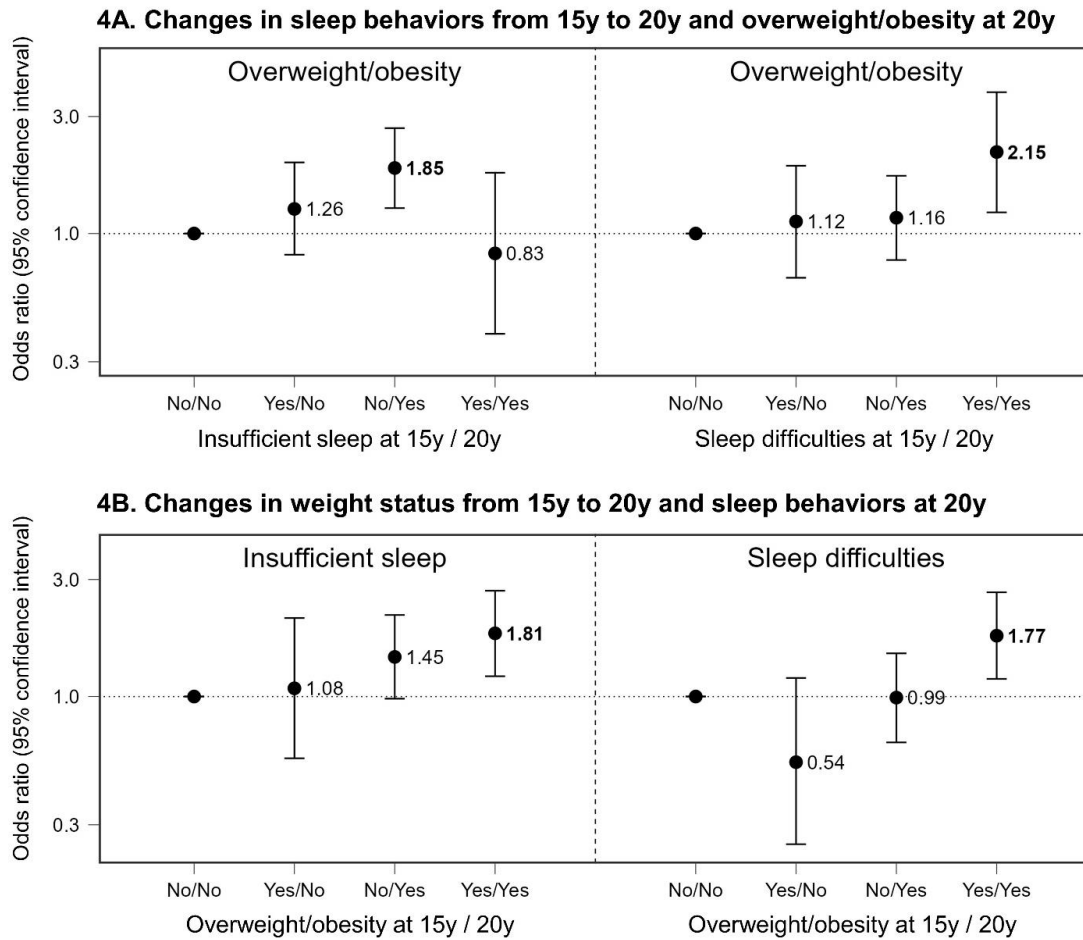 4A. Changes in sleep behaviors from 15y to 20y and overweight/obesity at 20y
Odds ratio (95% confidence interval)
Overweight/obesity
Overweight/obesity
3.0
1.0
0.3
1.26
1.85
0.83
1.12
1.16
2.15
No/No Yes/No No/Yes Yes/Yes
No/No Yes/No No/Yes Yes/Yes
Insufficient sleep at 15y / 20y
Sleep difficulties at 15y / 20y
4B. Changes in weight status from 15y to 20y and sleep behaviors at 20y
Odds ratio (95% confidence interval)
Insufficient sleep
Sleep difficulties
3.0
1.0
0.3
1.08
1.45
1.81
0.54
0.99
1.77
No/No Yes/No No/Yes Yes/Yes
No/No Yes/No No/Yes Yes/Yes
Overweight/obesity at 15y / 20y
Overweight/obesity at 15y / 20y